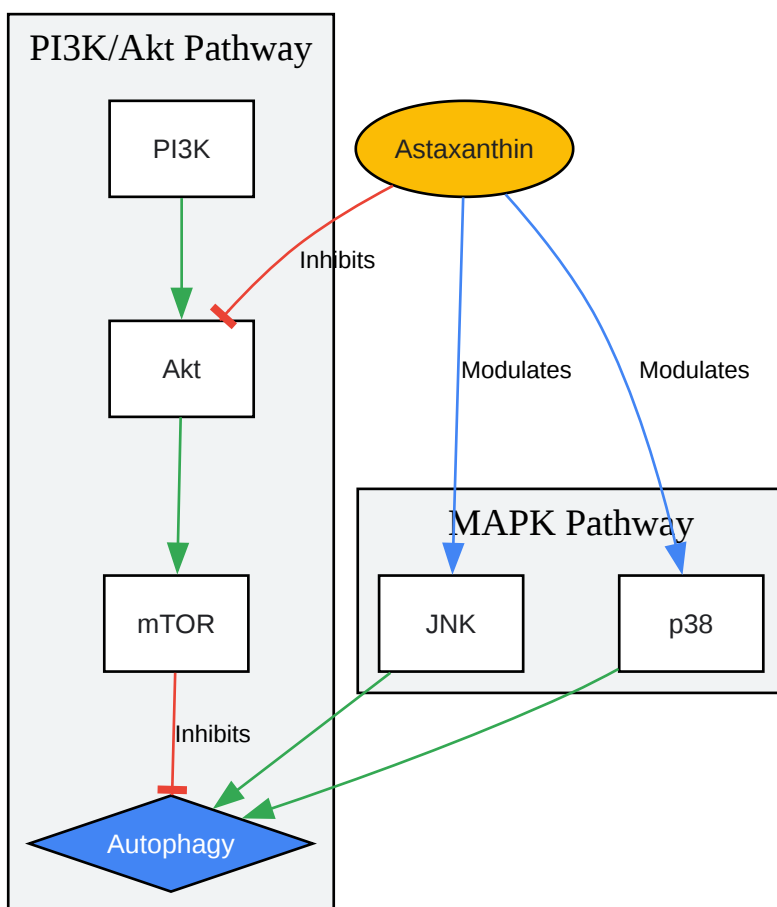 PI3K/Akt Pathway
PI3K
Astaxanthin
Inhibits
Akt
Modulates
Modulates
MAPK Pathway
mTOR
JNK
p38
Inhibits
Autophagy